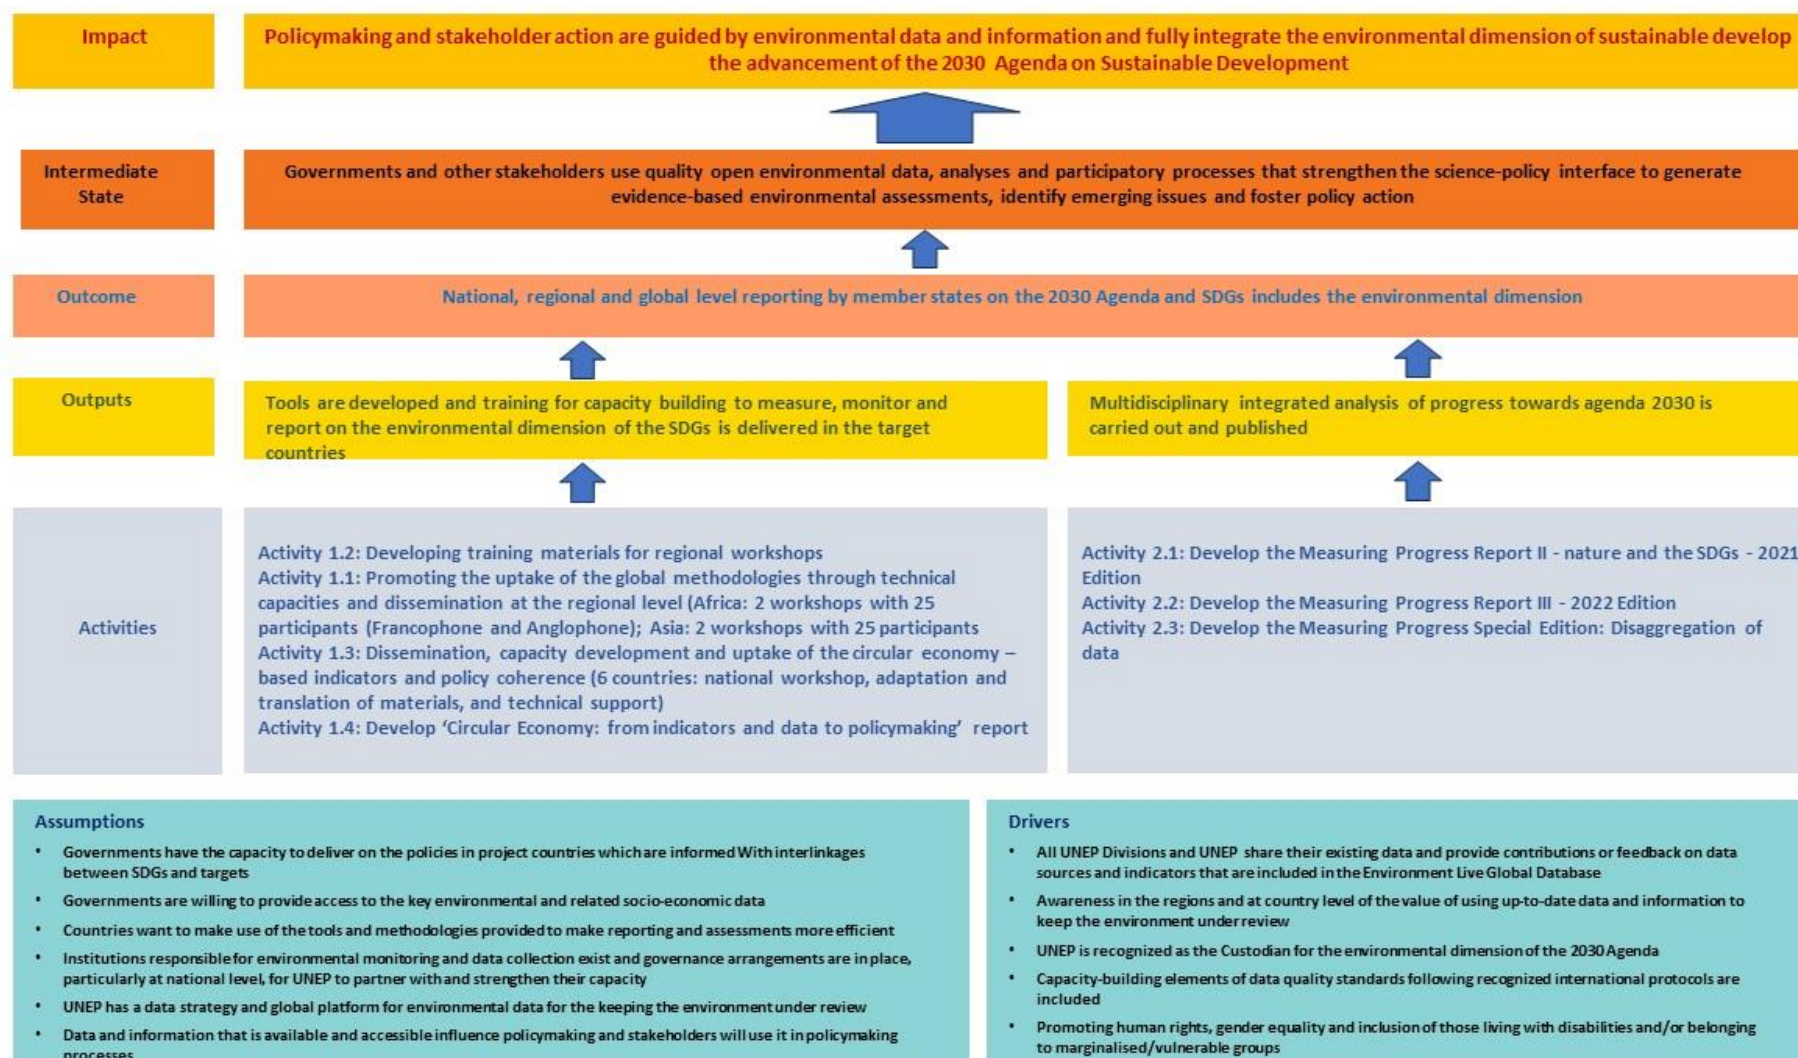 Impact
Policymaking and stakeholder action are guided by environmental data and information and fully integrate the environmental dimension of sustainable develop
the advancement of the 2030 Agenda on Sustainable Development
Intermediate
State
Governments and other stakeholders use quality open environmental data, analyses and participatory processes that strengthen the science-policy interface to generate
evidence-based environmental assessments, identify emerging issues and foster policy action
Outcome
National, regional and global level reporting by member states on the 2030 Agenda and SDGs includes the environmental dimension
Outputs
Tools are developed and training for capacity building to measure, monitor and
report on the environmental dimension of the SDGs is delivered in the target
countries
Multidisciplinary integrated analysis of progress towards agenda 2030 is
carried out and published
Activities
Activity 1.2: Developing training materials for regional workshops
Activity 1.1: Promoting the uptake of the global methodologies through technical
capacities and dissemination at the regional level (Africa: 2 workshops with 25
participants (Francophone and Anglophone); Asia: 2 workshops with 25 participants
Activity 1.3: Dissemination, capacity development and uptake of the circular economy –
based indicators and policy coherence (6 countries: national workshop, adaptation and
translation of materials, and technical support)
Activity 1.4: Develop ‘Circular Economy: from indicators and data to policymaking’ report
Activity 2.1: Develop the Measuring Progress Report II - nature and the SDGs - 2021
Edition
Activity 2.2: Develop the Measuring Progress Report III - 2022 Edition
Activity 2.3: Develop the Measuring Progress Special Edition: Disaggregation of
data
Assumptions
• Governments have the capacity to deliver on the policies in project countries which are informed With interlinkages
between SDGs and targets
• Governments are willing to provide access to the key environmental and related socio-economic data
• Countries want to make use of the tools and methodologies provided to make reporting and assessments more efficient
• Institutions responsible for environmental monitoring and data collection exist and governance arrangements are in place,
particularly at national level, for UNEP to partner with and strengthen their capacity
• UNEP has a data strategy and global platform for environmental data for the keeping the environment under review
• Data and information that is available and accessible influence policymaking and stakeholders will use it in policymaking
processes
Drivers
• All UNEP Divisions and UNEP share their existing data and provide contributions or feedback on data
sources and indicators that are included in the Environment Live Global Database
• Awareness in the regions and at country level of the value of using up-to-date data and information to
keep the environment under review
• UNEP is recognized as the Custodian for the environmental dimension of the 2030 Agenda
• Capacity-building elements of data quality standards following recognized international protocols are
included
• Promoting human rights, gender equality and inclusion of those living with disabilities and/or belonging
to marginalised/vulnerable groups